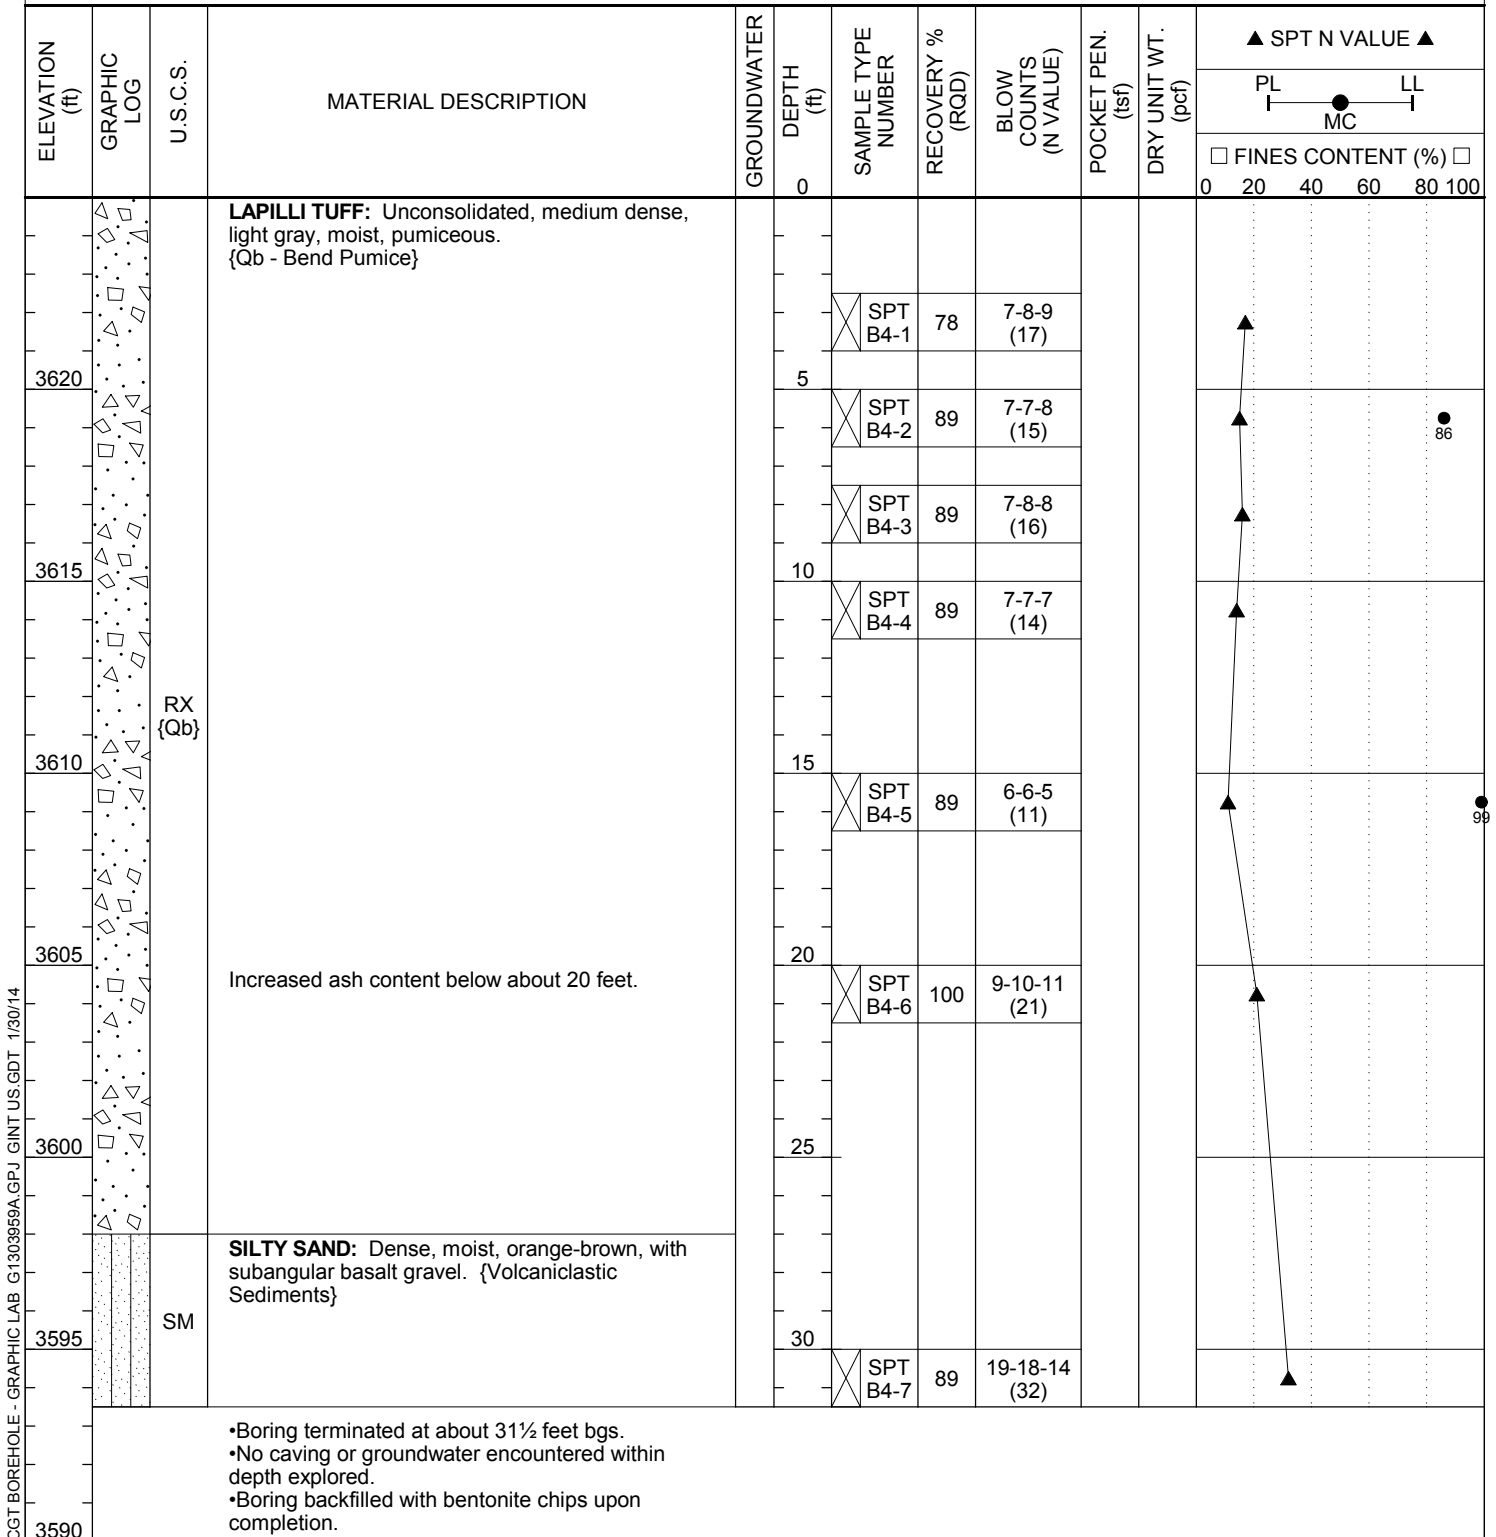 ELEVATION
(ft)
GRAPHIC
LOG
U.S.C.S.
MATERIAL DESCRIPTION
GROUNDWATER
DEPTH
(ft)
0
SAMPLE TYPE
NUMBER
RECOVERY %
(RQD)
BLOW
COUNTS
(N VALUE)
POCKET PEN.
(tsf)
DRY UNIT WT.
(pcf)
▲ SPT N VALUE ▲
PL LL
MC
□ FINES CONTENT (%) □
0 20 40 60 80 100
LAPILLI TUFF: Unconsolidated, medium dense,
light gray, moist, pumiceous.
{Qb - Bend Pumice}
SPT
B4-1
78
7-8-9
(17)
3620
5
SPT
B4-2
89
7-7-8
(15)
86
SPT
B4-3
89
7-8-8
(16)
3615
10
SPT
B4-4
89
7-7-7
(14)
RX
{Qb}
3610
15
SPT
B4-5
89
6-6-5
(11)
99
3605
20
Increased ash content below about 20 feet.
SPT
B4-6
100
9-10-11
(21)
3600
25
SILTY SAND: Dense, moist, orange-brown, with
subangular basalt gravel. {Volcaniclastic
Sediments}
SM
3595
30
SPT
B4-7
89
19-18-14
(32)
•Boring terminated at about 31½ feet bgs.
•No caving or groundwater encountered within
depth explored.
•Boring backfilled with bentonite chips upon
completion.
3590
CGT BOREHOLE - GRAPHIC LAB G1303959A.GPJ GINT US.GDT 1/30/14